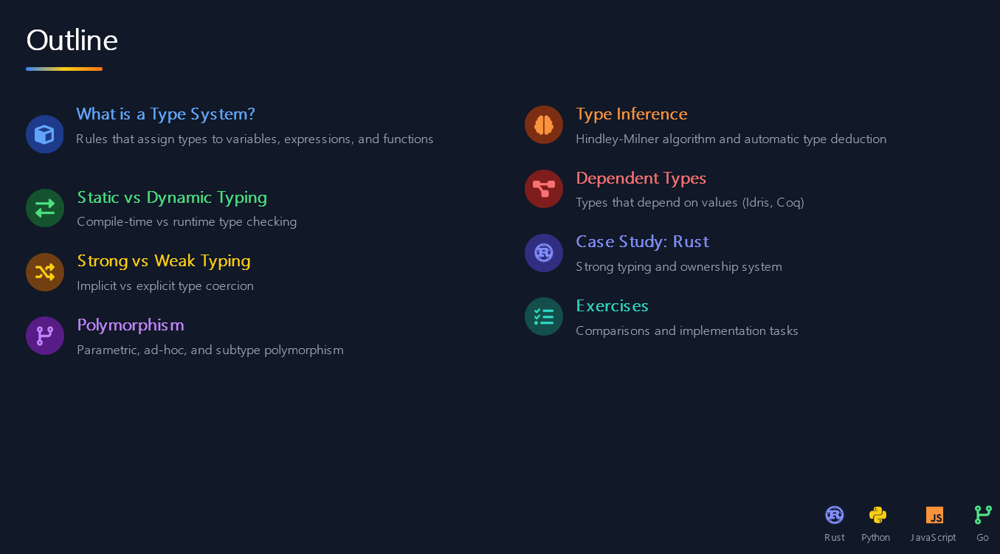 Outline
What is a Type System?
Rules that assign types to variables, expressions, and functions
Static vs Dynamic Typing
Compile-time vs runtime type checking
Strong vs Weak Typing
Implicit vs explicit type coercion
Polymorphism
Parametric, ad-hoc, and subtype polymorphism
Type Inference
Hindley-Milner algorithm and automatic type deduction
Dependent Types
Types that depend on values (Idris, Coq)
Case Study: Rust
Strong typing and ownership system
Exercises
Comparisons and implementation tasks
R
R
JS
Rust
Python
JavaScript
Go